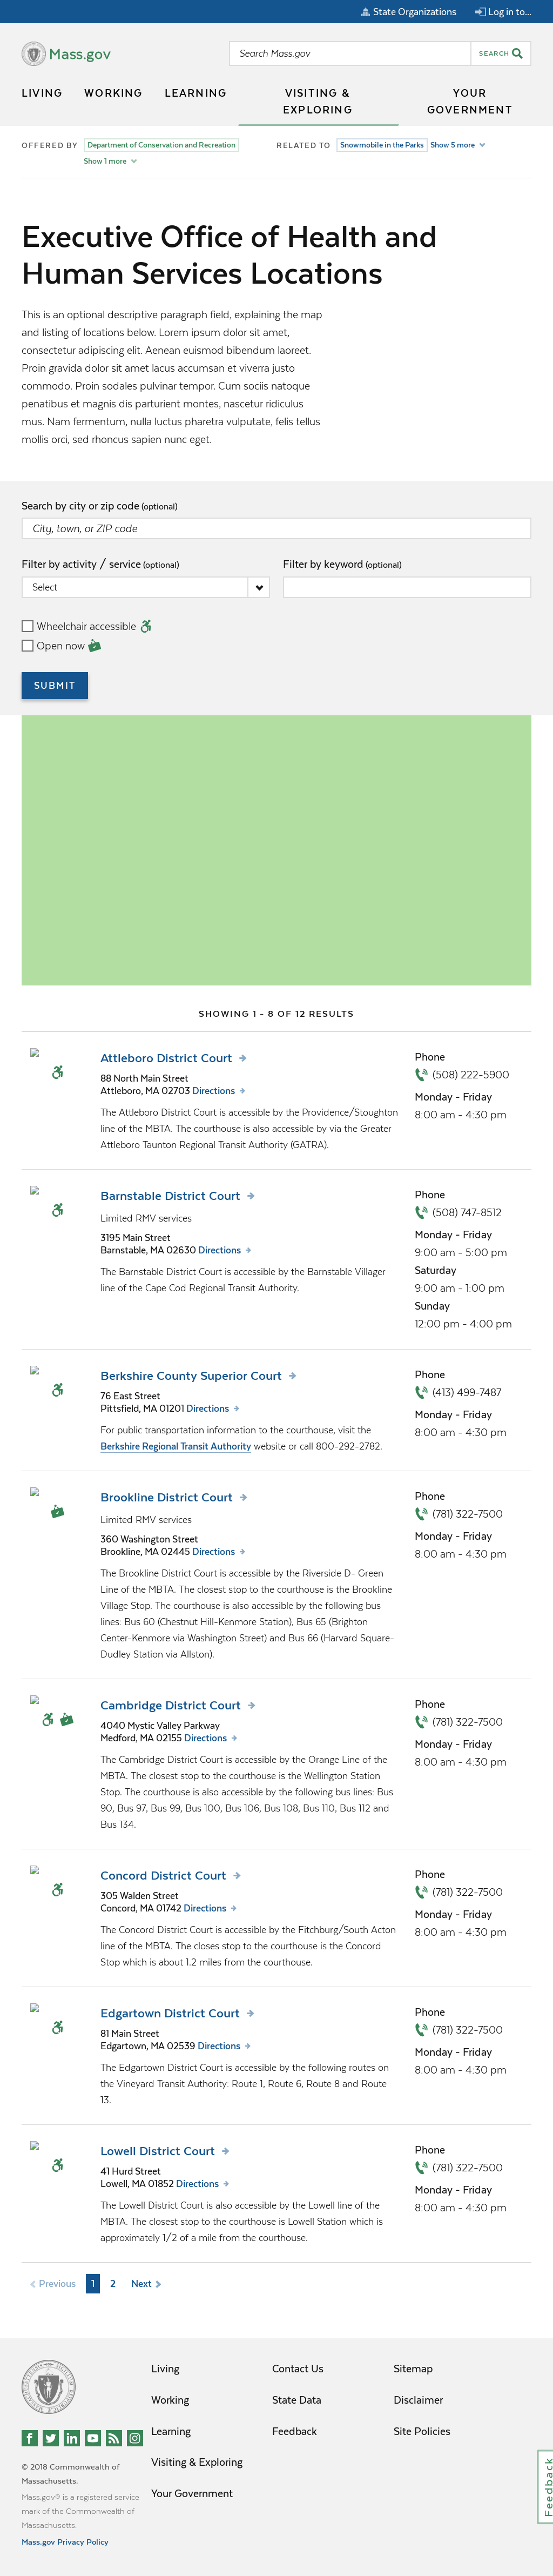 State Organizations
Log in to...
Mass.gov
Search Mass.gov
SEARCH
LIVING
WORKING
LEARNING
VISITING &
EXPLORING
YOUR
GOVERNMENT
OFFERED BY
Department of Conservation and Recreation
Show 1 more
RELATED TO
Snowmobile in the Parks
Show 5 more
Executive Office of Health and
Human Services Locations
This is an optional descriptive paragraph field, explaining the map
and listing of locations below. Lorem ipsum dolor sit amet,
consectetur adipiscing elit. Aenean euismod bibendum laoreet.
Proin gravida dolor sit amet lacus accumsan et viverra justo
commodo. Proin sodales pulvinar tempor. Cum sociis natoque
penatibus et magnis dis parturient montes, nascetur ridiculus
mus. Nam fermentum, nulla luctus pharetra vulputate, felis tellus
mollis orci, sed rhoncus sapien nunc eget.
Search by city or zip code (optional)
City, town, or ZIP code
Filter by activity / service (optional)
Select
Filter by keyword (optional)
Wheelchair accessible
Open now
SUBMIT
SHOWING 1 - 8 OF 12 RESULTS
Attleboro District Court
88 North Main Street
Attleboro, MA 02703 Directions
The Attleboro District Court is accessible by the Providence/Stoughton
line of the MBTA. The courthouse is also accessible by via the Greater
Attleboro Taunton Regional Transit Authority (GATRA).
Phone
(508) 222-5900
Monday - Friday
8:00 am - 4:30 pm
Barnstable District Court
Limited RMV services
3195 Main Street
Barnstable, MA 02630 Directions
The Barnstable District Court is accessible by the Barnstable Villager
line of the Cape Cod Regional Transit Authority.
Phone
(508) 747-8512
Monday - Friday
9:00 am - 5:00 pm
Saturday
9:00 am - 1:00 pm
Sunday
12:00 pm - 4:00 pm
Berkshire County Superior Court
76 East Street
Pittsfield, MA 01201 Directions
For public transportation information to the courthouse, visit the
Berkshire Regional Transit Authority website or call 800-292-2782.
Phone
(413) 499-7487
Monday - Friday
8:00 am - 4:30 pm
Brookline District Court
Limited RMV services
360 Washington Street
Brookline, MA 02445 Directions
The Brookline District Court is accessible by the Riverside D- Green
Line of the MBTA. The closest stop to the courthouse is the Brookline
Village Stop. The courthouse is also accessible by the following bus
lines: Bus 60 (Chestnut Hill-Kenmore Station), Bus 65 (Brighton
Center-Kenmore via Washington Street) and Bus 66 (Harvard Square-
Dudley Station via Allston).
Phone
(781) 322-7500
Monday - Friday
8:00 am - 4:30 pm
Cambridge District Court
4040 Mystic Valley Parkway
Medford, MA 02155 Directions
The Cambridge District Court is accessible by the Orange Line of the
MBTA. The closest stop to the courthouse is the Wellington Station
Stop. The courthouse is also accessible by the following bus lines: Bus
90, Bus 97, Bus 99, Bus 100, Bus 106, Bus 108, Bus 110, Bus 112 and
Bus 134.
Phone
(781) 322-7500
Monday - Friday
8:00 am - 4:30 pm
Concord District Court
305 Walden Street
Concord, MA 01742 Directions
The Concord District Court is accessible by the Fitchburg/South Acton
line of the MBTA. The closes stop to the courthouse is the Concord
Stop which is about 1.2 miles from the courthouse.
Phone
(781) 322-7500
Monday - Friday
8:00 am - 4:30 pm
Edgartown District Court
81 Main Street
Edgartown, MA 02539 Directions
The Edgartown District Court is accessible by the following routes on
the Vineyard Transit Authority: Route 1, Route 6, Route 8 and Route
13.
Phone
(781) 322-7500
Monday - Friday
8:00 am - 4:30 pm
Lowell District Court
41 Hurd Street
Lowell, MA 01852 Directions
The Lowell District Court is also accessible by the Lowell line of the
MBTA. The closest stop to the courthouse is Lowell Station which is
approximately 1/2 of a mile from the courthouse.
Phone
(781) 322-7500
Monday - Friday
8:00 am - 4:30 pm
Previous
1
2
Next
Living
Working
Learning
Visiting & Exploring
Your Government
Contact Us
State Data
Feedback
Sitemap
Disclaimer
Site Policies
© 2018 Commonwealth of
Massachusetts.
Mass.gov® is a registered service
mark of the Commonwealth of
Massachusetts.
Mass.gov Privacy Policy
Feedback